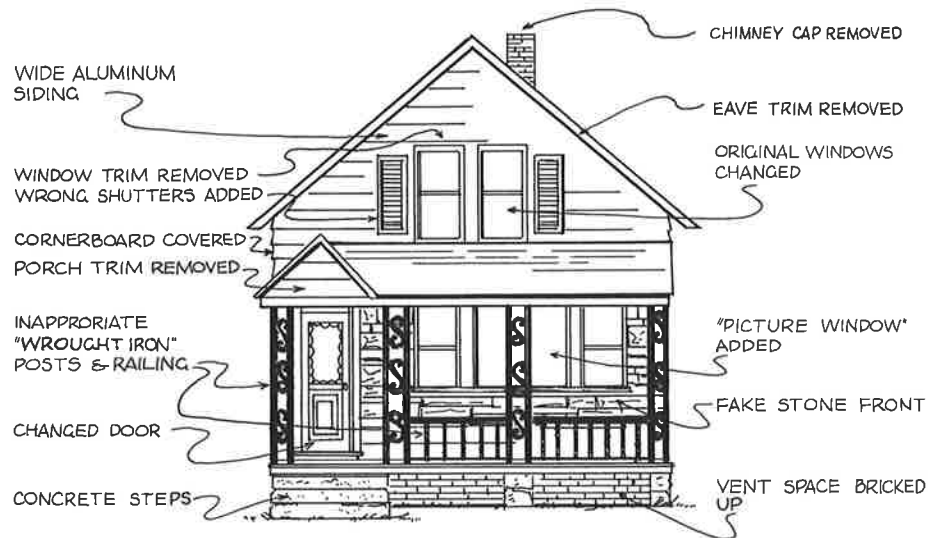 WIDE ALUMINUM
SIDING
WINDOW TRIM REMOVED
WRONG SHUTTERS ADDED
CORNERBOARD COVERED
PORCH TRIM REMOVED
INAPPRORIATE
"WROUGHT IRON"
POSTS & RAILING
CHANGED DOOR
CONCRETE STEPS
CHIMNEY CAP REMOVED
EAVE TRIM REMOVED
ORIGINAL WINDOWS
CHANGED
"PICTURE WINDOW"
ADDED
FAKE STONE FRONT
VENT SPACE BRICKED
UP